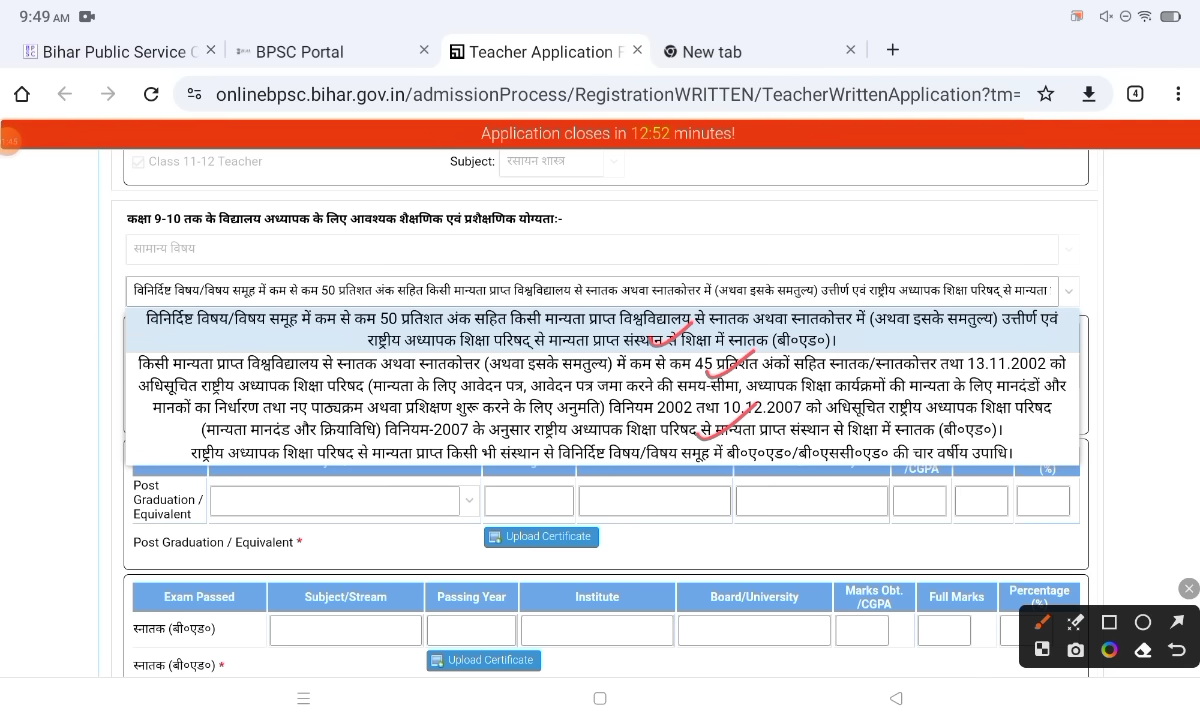 9:49 AM
Bihar Public Service C
BPSC Portal
Teacher Application F
New tab
onlinebpsc.bihar.gov.in/admissionProcess/RegistrationWRITTEN/TeacherWrittenApplication?tm=
4
1:45
Application closes in 12:52 minutes!
Class 11-12 Teacher
Subject:
रसायन शास्त्र
कक्षा 9-10 तक के विद्यालय अध्यापक के लिए आवश्यक शैक्षणिक एवं प्रशैक्षणिक योग्यता:-
सामान्य विषय
विनिर्दिष्ट विषय/विषय समूह में कम से कम 50 प्रतिशत अंक सहित किसी मान्यता प्राप्त विश्वविद्यालय से स्नातक अथवा स्नातकोत्तर में (अथवा इसके समतुल्य) उत्तीर्ण एवं राष्ट्रीय अध्यापक शिक्षा परिषद् से मान्यता
विनिर्दिष्ट विषय/विषय समूह में कम से कम 50 प्रतिशत अंक सहित किसी मान्यता प्राप्त विश्वविद्यालय से स्नातक अथवा स्नातकोत्तर में (अथवा इसके समतुल्य) उत्तीर्ण एवं
राष्ट्रीय अध्यापक शिक्षा परिषद् से मान्यता प्राप्त संस्थान से शिक्षा में स्नातक (बी०एड०)।
किसी मान्यता प्राप्त विश्वविद्यालय से स्नातक अथवा स्नातकोत्तर (अथवा इसके समतुल्य) में कम से कम 45 प्रतिशत अंकों सहित स्नातक/स्नातकोत्तर तथा 13.11.2002 को
अधिसूचित राष्ट्रीय अध्यापक शिक्षा परिषद (मान्यता के लिए आवेदन पत्र, आवेदन पत्र जमा करने की समय-सीमा, अध्यापक शिक्षा कार्यक्रमों की मान्यता के लिए मानदंडों और
मानकों का निर्धारण तथा नए पाठ्यक्रम अथवा प्रशिक्षण शुरू करने के लिए अनुमति) विनियम 2002 तथा 10.12.2007 को अधिसूचित राष्ट्रीय अध्यापक शिक्षा परिषद
(मान्यता मानदंड और क्रियाविधि) विनियम-2007 के अनुसार राष्ट्रीय अध्यापक शिक्षा परिषद् से मान्यता प्राप्त संस्थान से शिक्षा में स्नातक (बी०एड०)।
राष्ट्रीय अध्यापक शिक्षा परिषद से मान्यता प्राप्त किसी भी संस्थान से विनिर्दिष्ट विषय/विषय समूह में बी०ए०एड०/बी०एससी०एड० की चार वर्षीय उपाधि।
/CGPA
(%)
Post
Graduation /
Equivalent
Post Graduation / Equivalent *
Upload Certificate
Exam Passed
Subject/Stream
Passing Year
Institute
Board/University
Marks Obt.
/CGPA
Full Marks
Percentage
(%)
स्नातक (बी०एड०)
स्नातक (बी०एड०) *
Upload Certificate